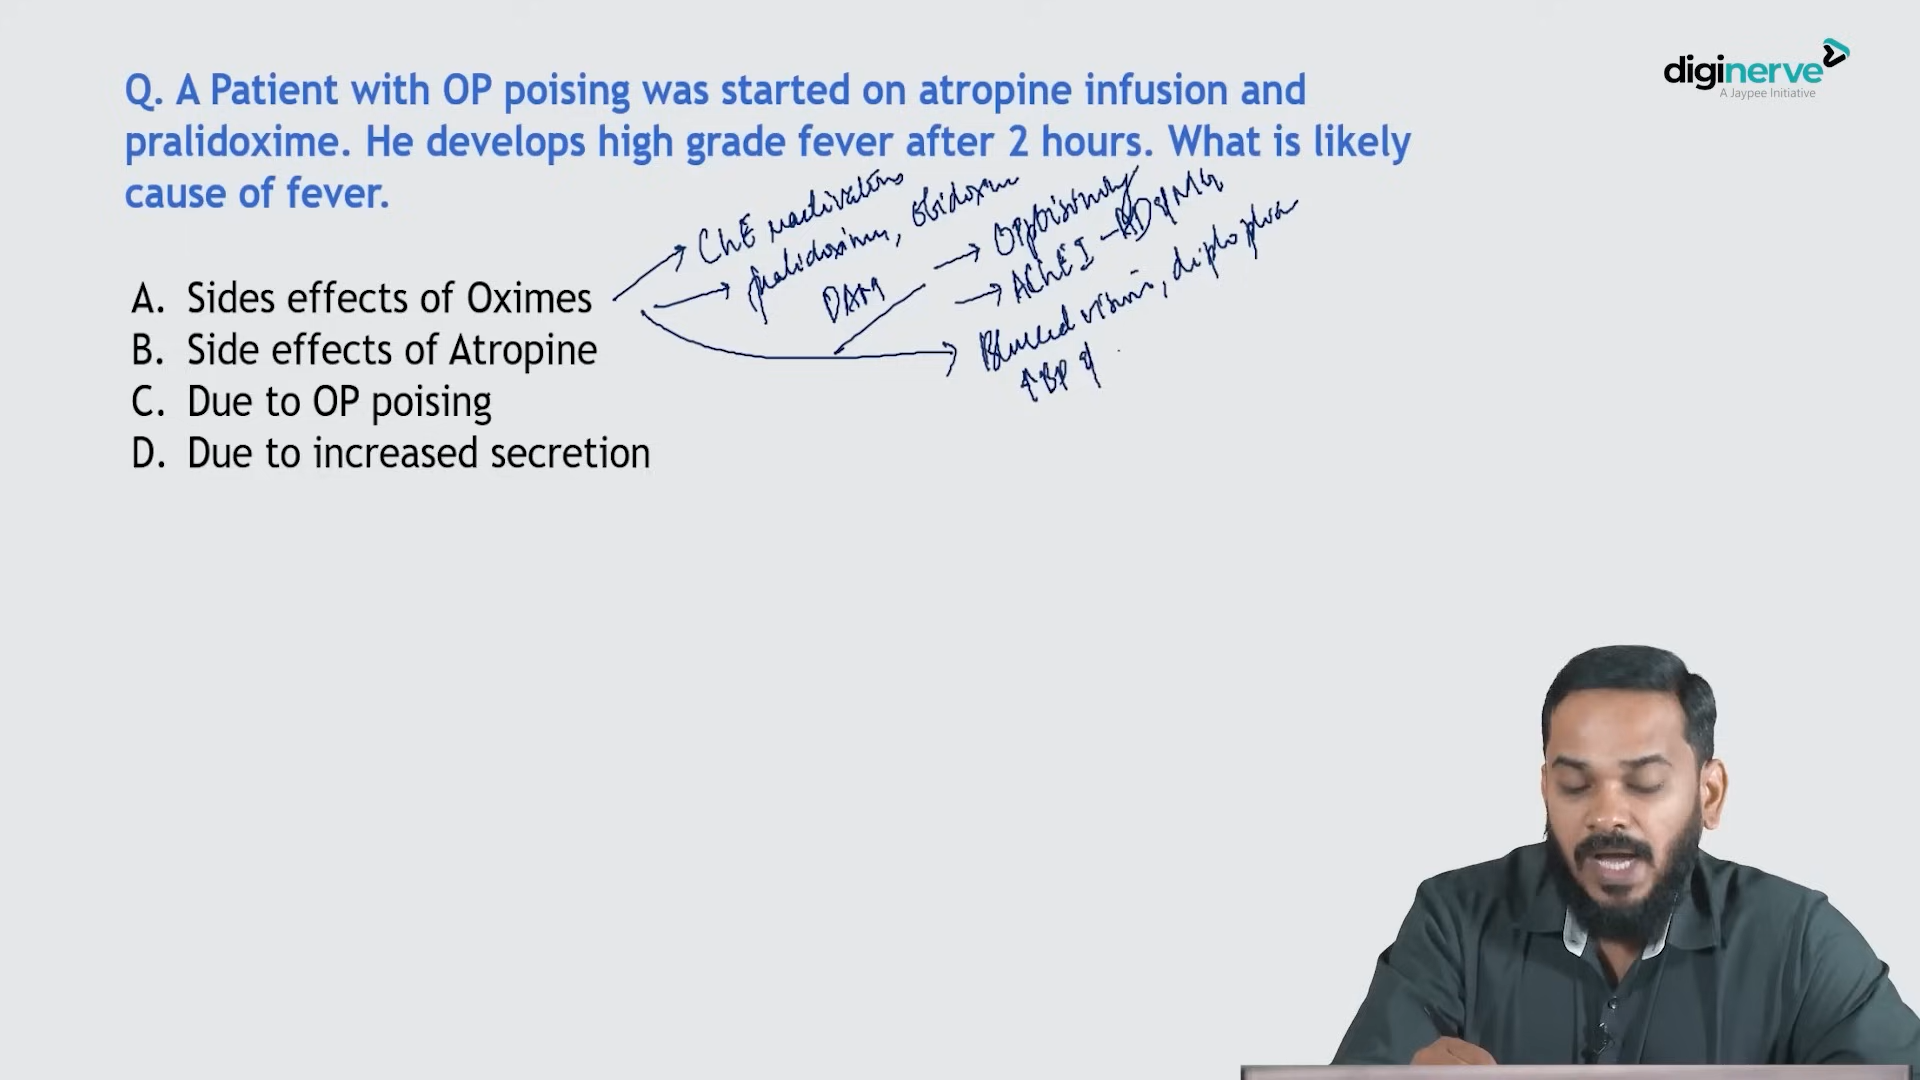 diginerve
A Jaypee Initiative
Q. A Patient with OP poising was started on atropine infusion and
pralidoxime. He develops high grade fever after 2 hours. What is likely
cause of fever.
A. Sides effects of Oximes
B. Side effects of Atropine
C. Due to OP poising
D. Due to increased secretion
ChE reactivators
pralidoxime, Obidoxime
DAM
OP poisoning
AChEI -
Blurred vision, diplopia
↑BP &